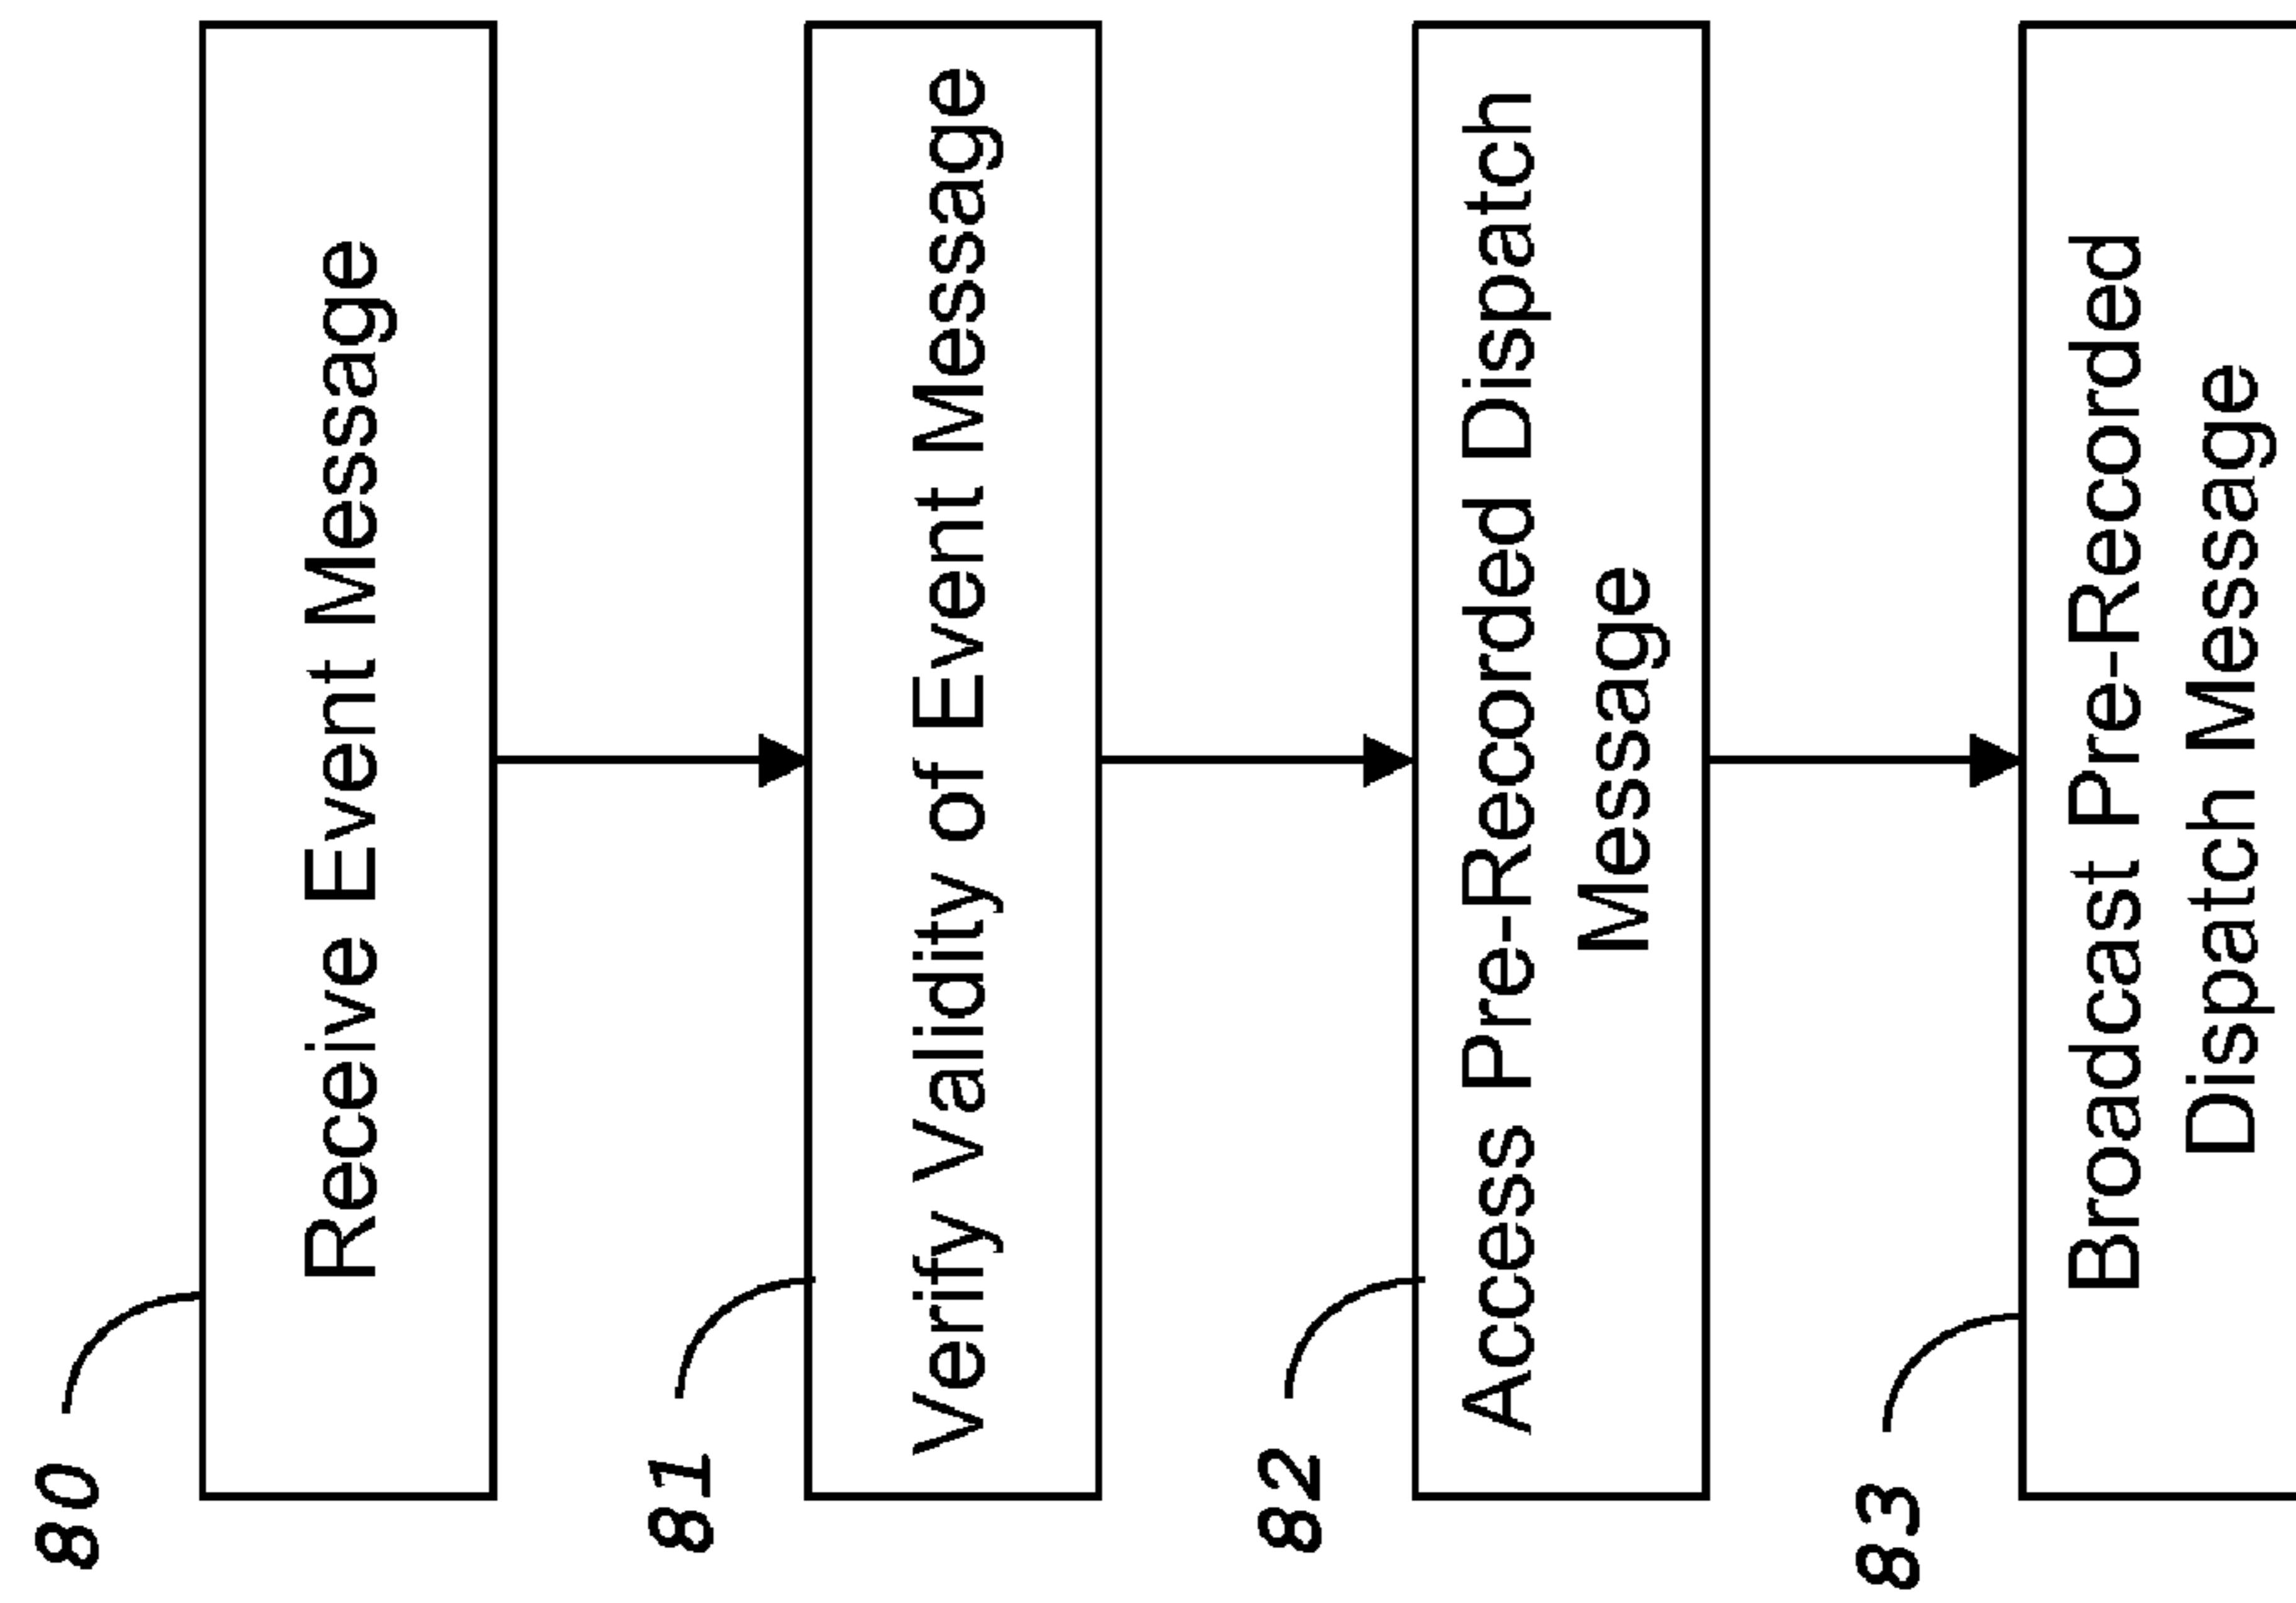 80
Receive Event Message
81
Verify Validity of Event Message
82
Access Pre-Recorded Dispatch
Message
83
Broadcast Pre-Recorded
Dispatch Message